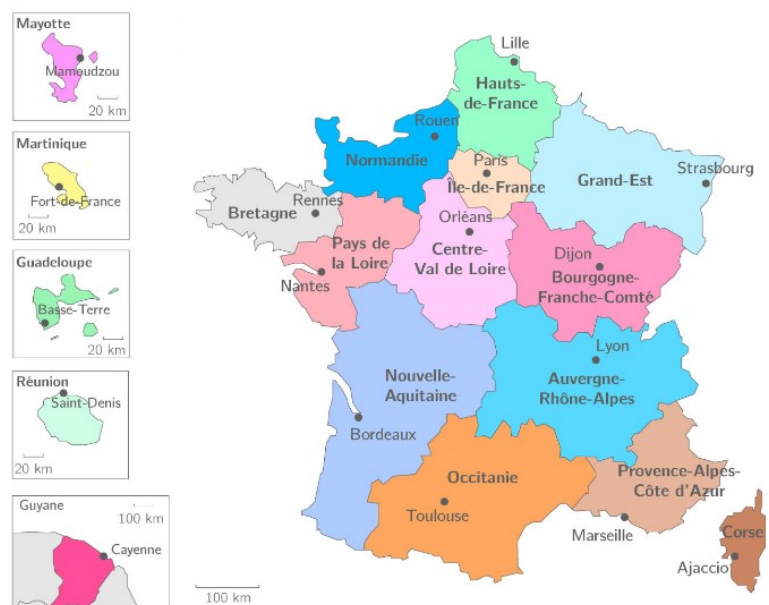 Mayotte
Mamoudzou
20 km
Martinique
Fort-de-France
20 km
Guadeloupe
Basse-Terre
20 km
Réunion
Saint-Denis
20 km
Guyane
100 km
Cayenne
Lille
Hauts-
de-France
Rouen
Normandie
Paris
Île-de-France
Grand-Est
Strasbourg
Rennes
Bretagne
Pays de
la Loire
Nantes
Orléans
Centre-
Val de Loire
Dijon
Bourgogne-
Franche-Comté
Nouvelle-
Aquitaine
Bordeaux
Lyon
Auvergne-
Rhône-Alpes
Occitanie
Toulouse
Provence-Alpes-
Côte d'Azur
Marseille
Corse
Ajaccio
100 km